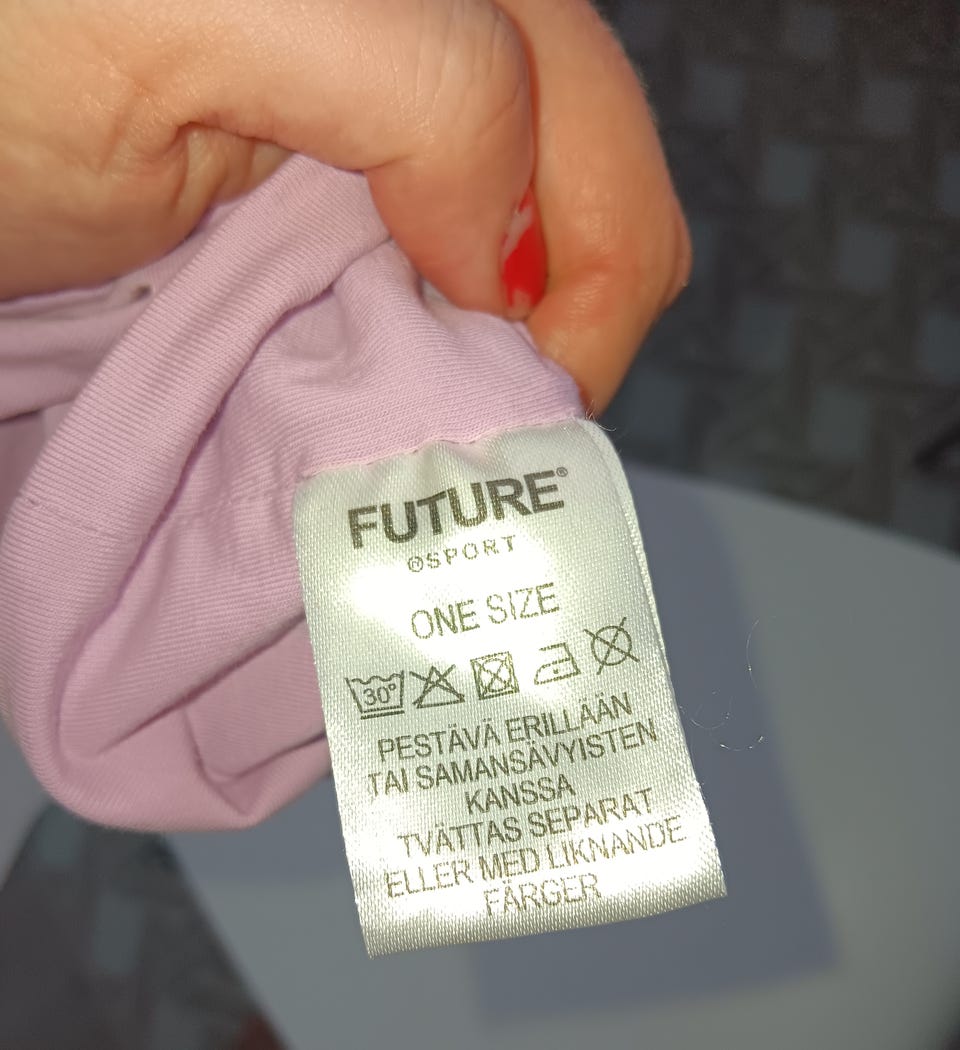 FUTURE®
®SPORT
ONE SIZE
30°
PESTÄVÄ ERILLÄÄN
TAI SAMANSÄVYISTEN
KANSSA
TVÄTTAS SEPARAT
ELLER MED LIKNANDE
FÄRGER